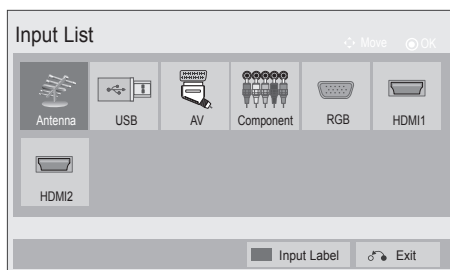 Input List
Move OK
Antenna USB AV Component RGB HDMI1
HDMI2
Input Label Exit